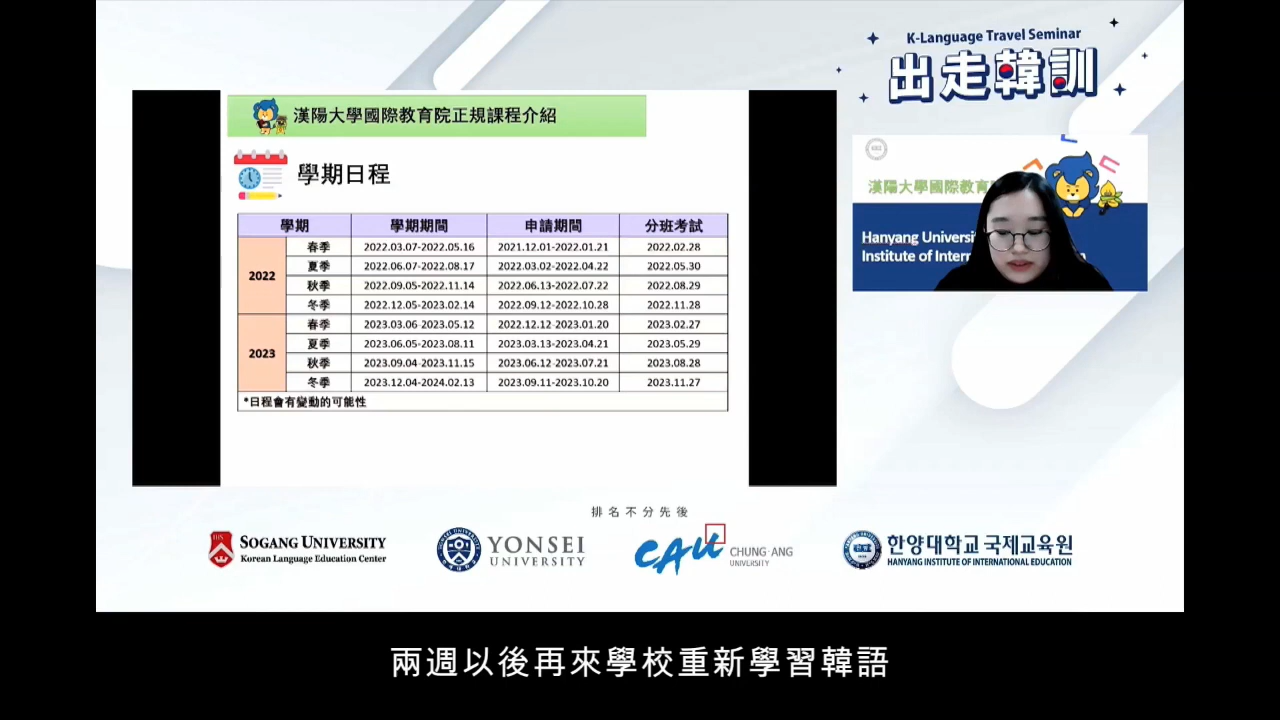 K-Language Travel Seminar
出走韓訓
漢陽大學國際教育院正規課程介紹
學期日程
學期 學期期間 申請期間 分班考試
2022
春季 2022.03.07-2022.05.16 2021.12.01-2022.01.21 2022.02.28
夏季 2022.06.07-2022.08.17 2022.03.02-2022.04.22 2022.05.30
秋季 2022.09.05-2022.11.14 2022.06.13-2022.07.22 2022.08.29
冬季 2022.12.05-2023.02.14 2022.09.12-2022.10.28 2022.11.28
2023
春季 2023.03.06-2023.05.12 2022.12.12-2023.01.20 2023.02.27
夏季 2023.06.05-2023.08.11 2023.03.13-2023.04.21 2023.05.29
秋季 2023.09.04-2023.11.15 2023.06.12-2023.07.21 2023.08.28
冬季 2023.12.04-2024.02.13 2023.09.11-2023.10.20 2023.11.27
*日程會有變動的可能性
漢陽大學國際教育
Hanyang Universi
Institute of Intern
排名不分先後
SOGANG UNIVERSITY
Korean Language Education Center
YONSEI
UNIVERSITY
CAU
CHUNG-ANG
UNIVERSITY
한양대학교 국제교육원
HANYANG INSTITUTE OF INTERNATIONAL EDUCATION
兩週以後再來學校重新學習韓語